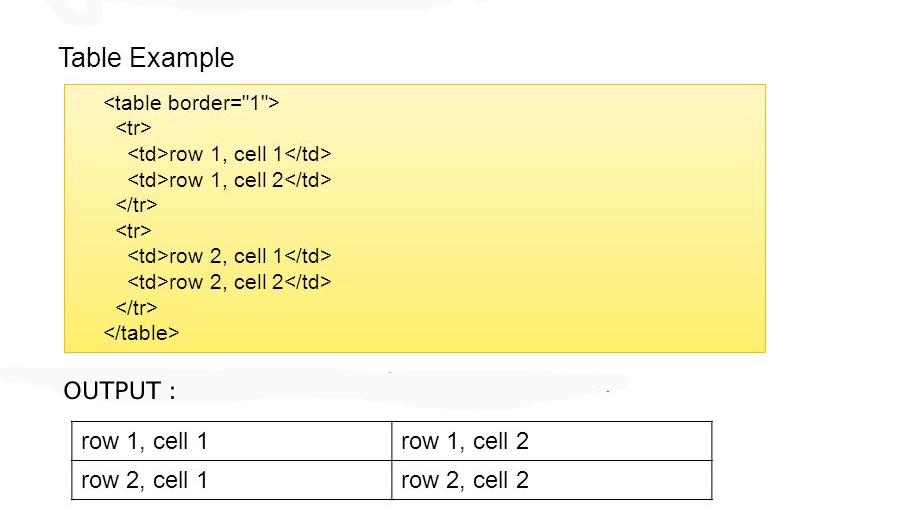 Table Example
<table border="1">
<tr>
<td>row 1, cell 1</td>
<td>row 1, cell 2</td>
</tr>
<tr>
<td>row 2, cell 1</td>
<td>row 2, cell 2</td>
</tr>
</table>
OUTPUT :
row 1, cell 1 row 1, cell 2
row 2, cell 1 row 2, cell 2